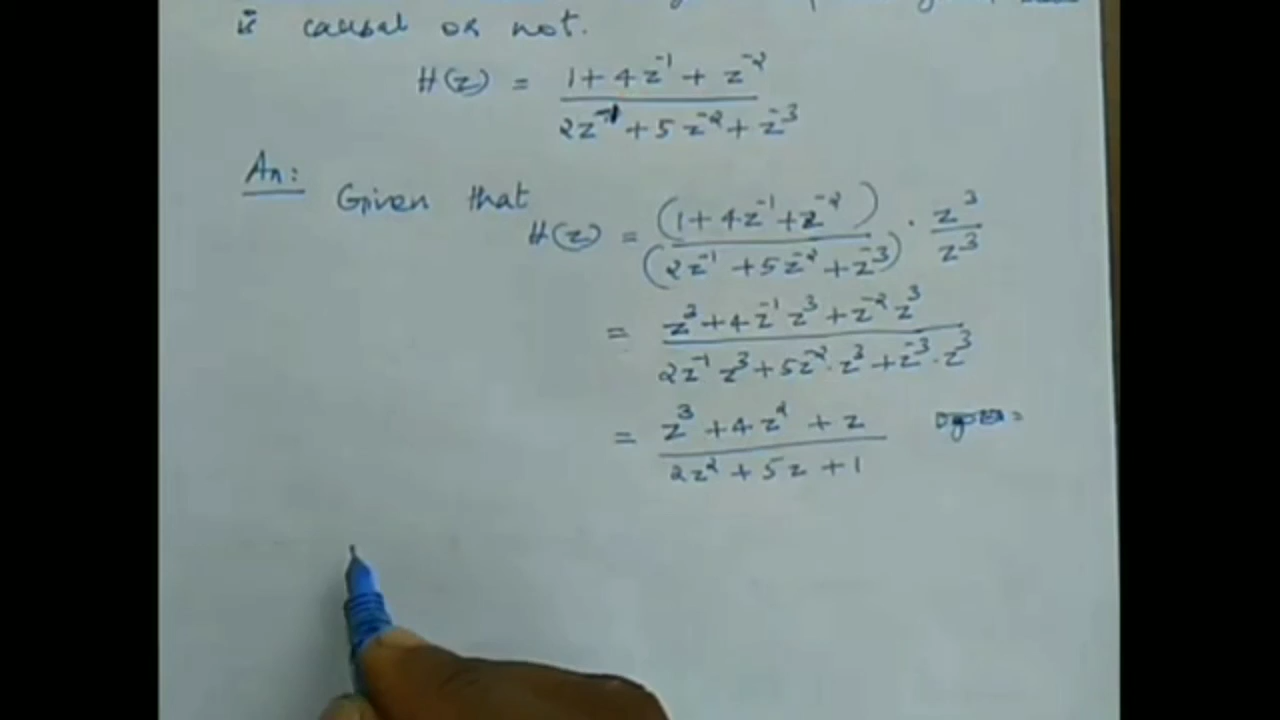 is causal or not.
H(z) = (1 + 4z⁻¹ + z⁻²) / (2z⁻¹ + 5z⁻² + z⁻³)
An:
Given that
H(z) = (1 + 4z⁻¹ + z⁻²) / (2z⁻¹ + 5z⁻² + z⁻³) · z³ / z³
= z³ + 4z⁻¹z³ + z⁻²z³ / 2z⁻¹z³ + 5z⁻²·z³ + z⁻³·z³
= z³ + 4z² + z / 2z² + 5z + 1